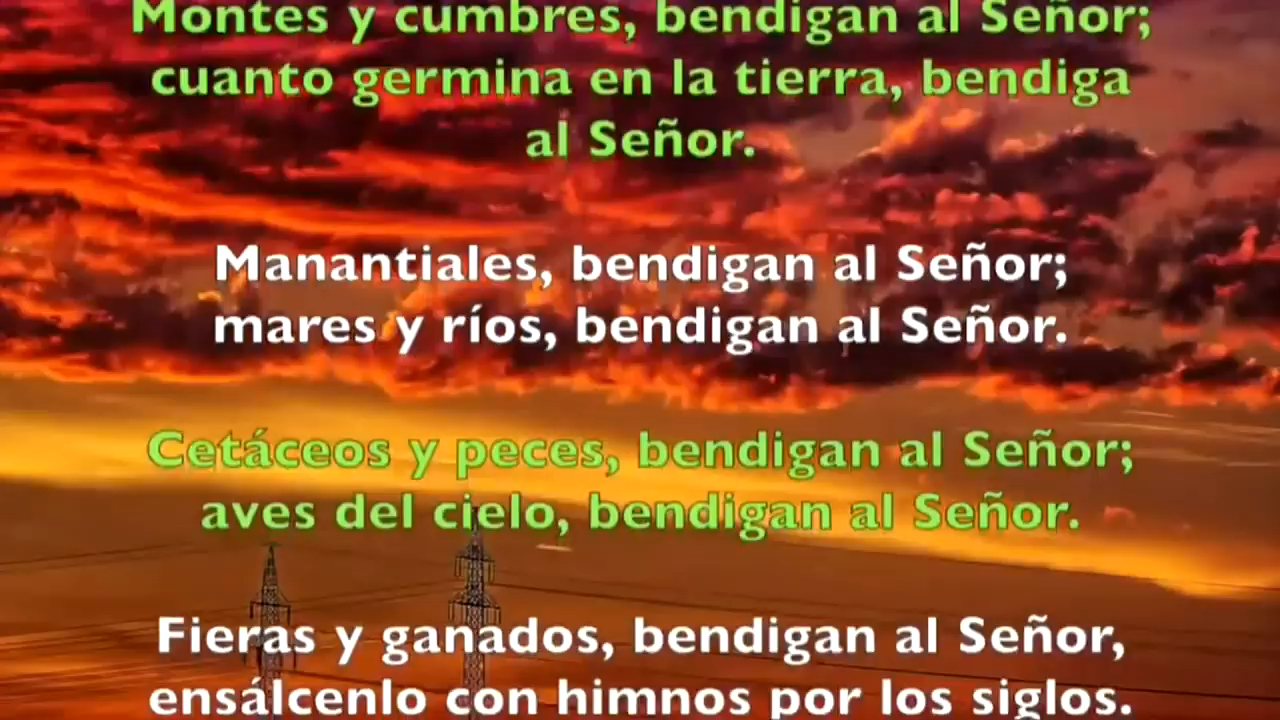 Montes y cumbres, bendigan al Señor;
cuanto germina en la tierra, bendiga
al Señor.
Manantiales, bendigan al Señor;
mares y ríos, bendigan al Señor.
Cetáceos y peces, bendigan al Señor;
aves del cielo, bendigan al Señor.
Fieras y ganados, bendigan al Señor,
ensálcenlo con himnos por los siglos.